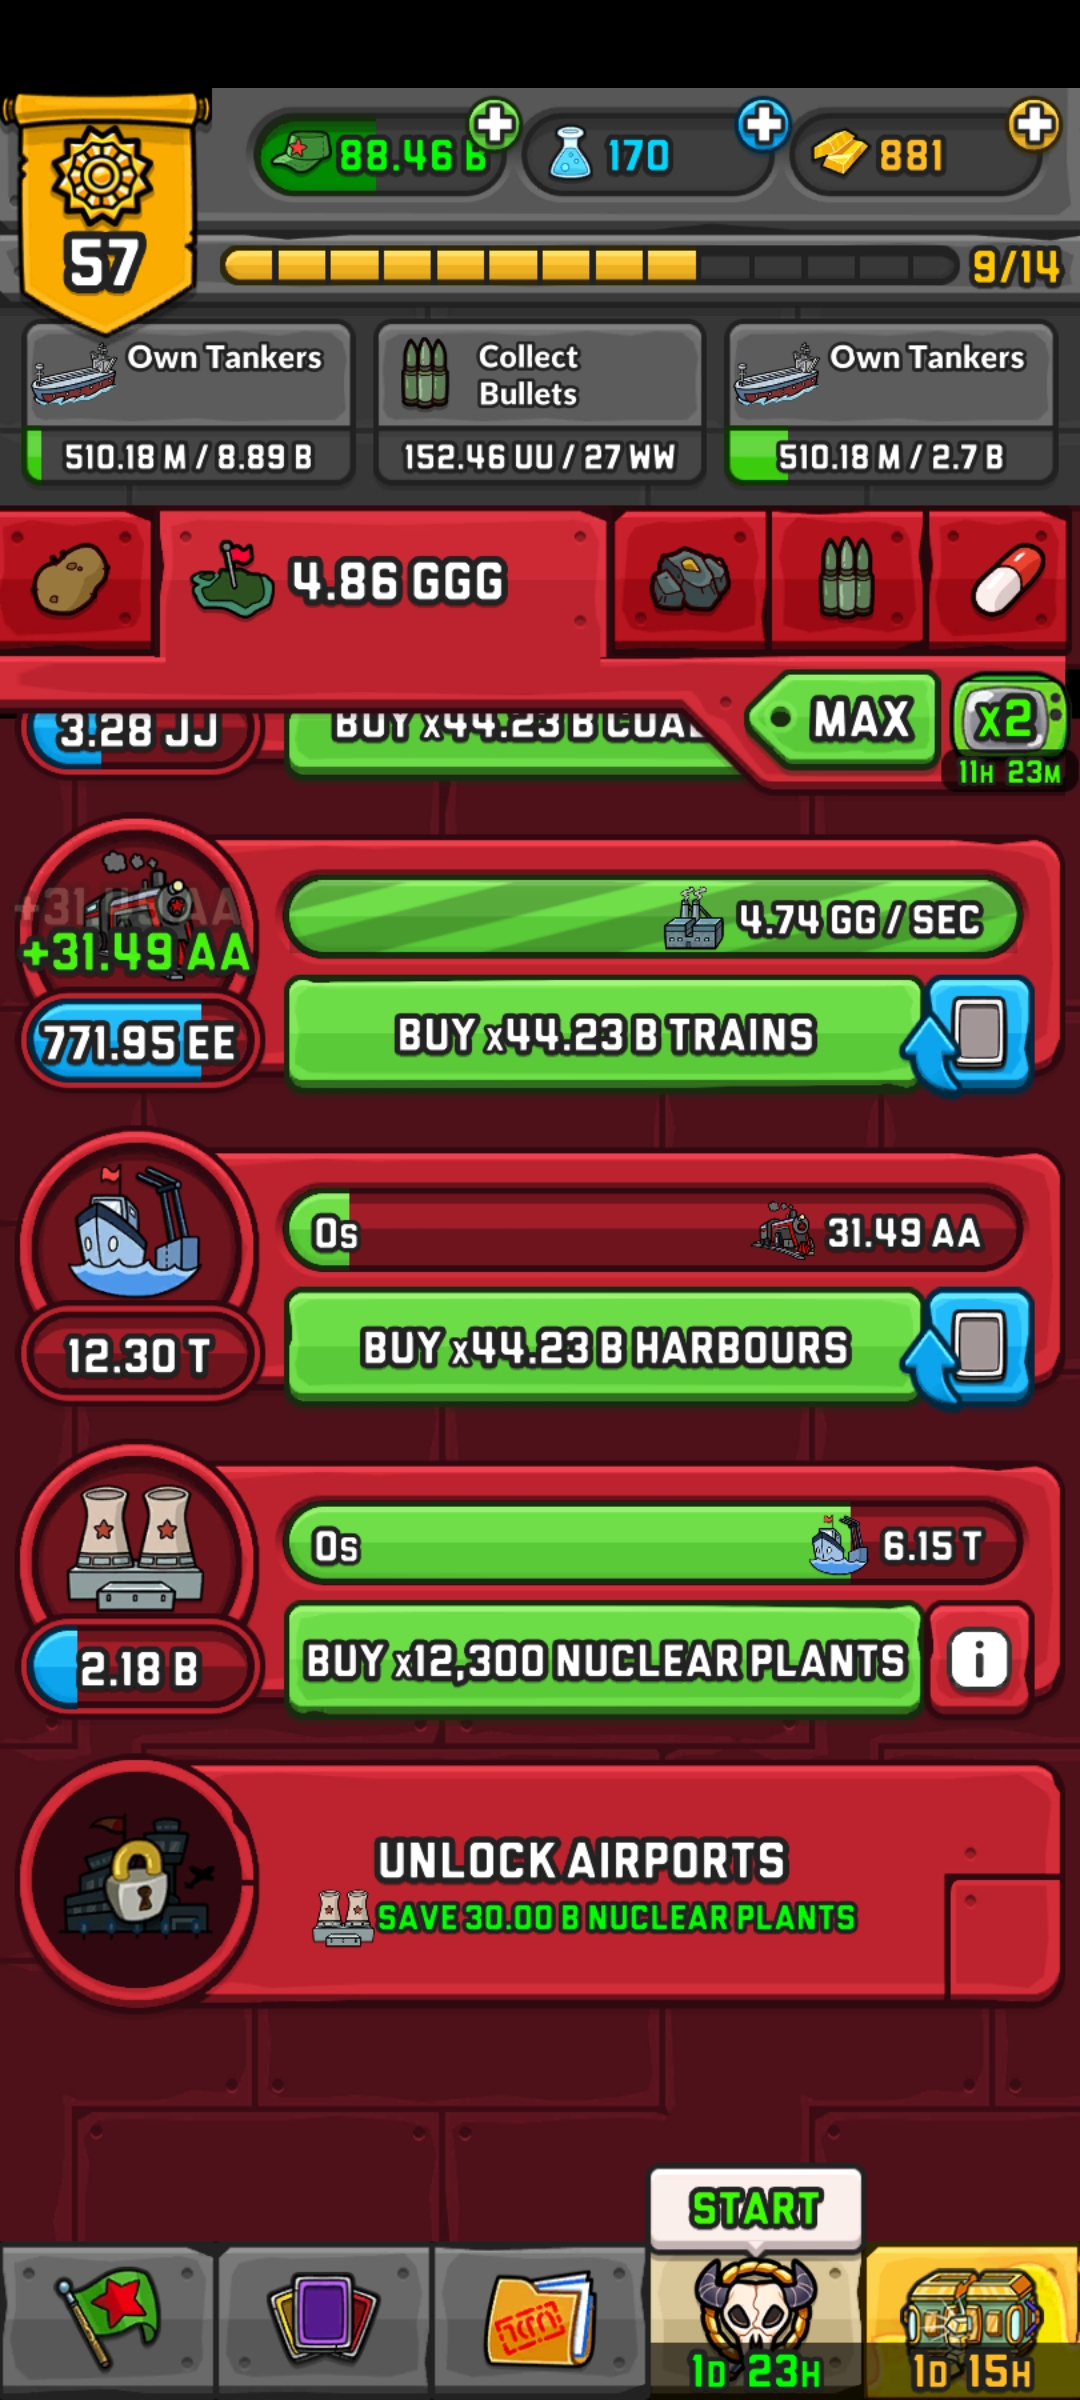 88.46 B
170
881
57
9/14
Own Tankers
510.18 M / 8.89 B
Collect
Bullets
152.46 UU / 27 WW
Own Tankers
510.18 M / 2.7 B
4.86 GGG
MAX
x2
11H 23M
3.28 JJ
BUY x44.23 B
+31.49 AA
4.74 GG / SEC
771.95 EE
BUY x44.23 B TRAINS
0s
31.49 AA
12.30 T
BUY x44.23 B HARBOURS
0s
6.15 T
2.18 B
BUY x12,300 NUCLEAR PLANTS
i
UNLOCK AIRPORTS
SAVE 30.00 B NUCLEAR PLANTS
START
1D 23H
1D 15H